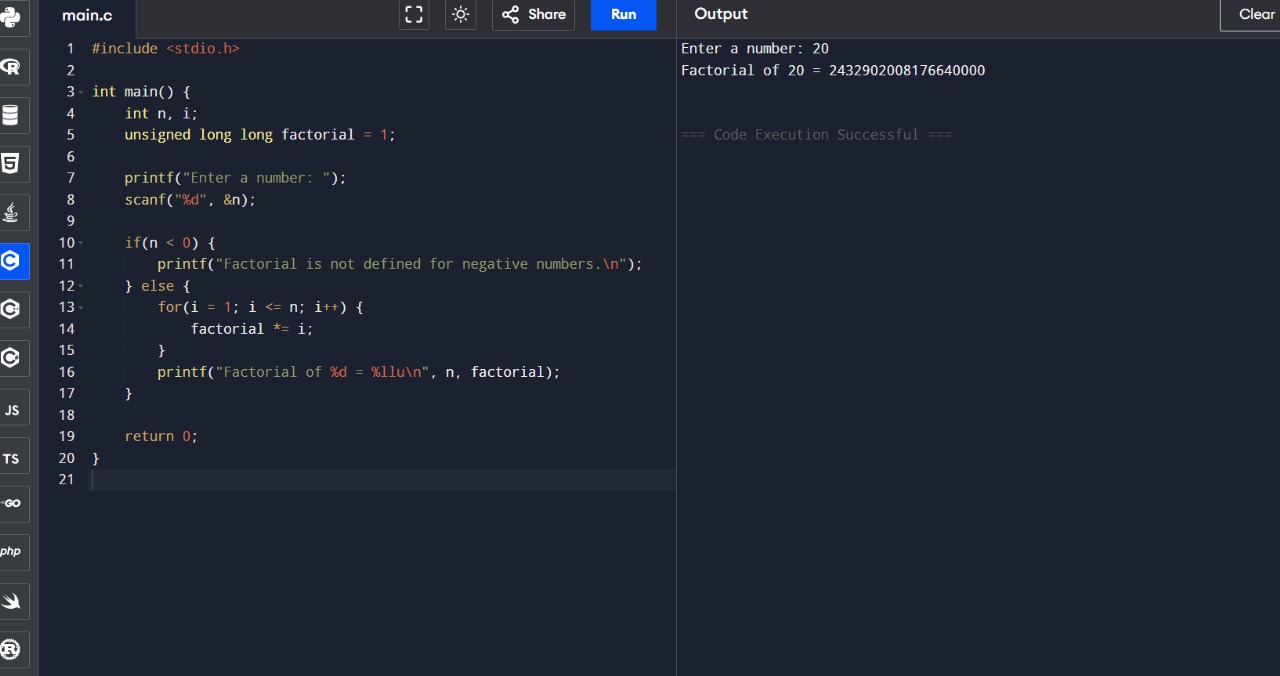 main.c
Share
Run
Output
Clear
1 #include <stdio.h>
2
3 int main() {
4     int n, i;
5     unsigned long long factorial = 1;
6
7     printf("Enter a number: ");
8     scanf("%d", &n);
9
10     if(n < 0) {
11         printf("Factorial is not defined for negative numbers.\n");
12     } else {
13         for(i = 1; i <= n; i++) {
14             factorial *= i;
15         }
16         printf("Factorial of %d = %llu\n", n, factorial);
17     }
18
19     return 0;
20 }
21
Enter a number: 20
Factorial of 20 = 2432902008176640000
=== Code Execution Successful ===
R
5
C
C
C
JS
TS
GO
php
R